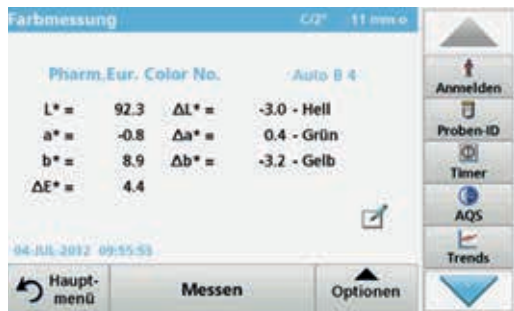 Farbmessung C/2° 11 mm o
Pharm.Eur. Color No. Auto B 4
L* = 92.3 ΔL* = -3.0 - Hell
a* = -0.8 Δa* = 0.4 - Grün
b* = 8.9 Δb* = -3.2 - Gelb
ΔE* = 4.4
04-JUL-2012 09:55:53
Haupt-
menü
Messen
Optionen
Anmelden
Proben-ID
Timer
AQS
Trends